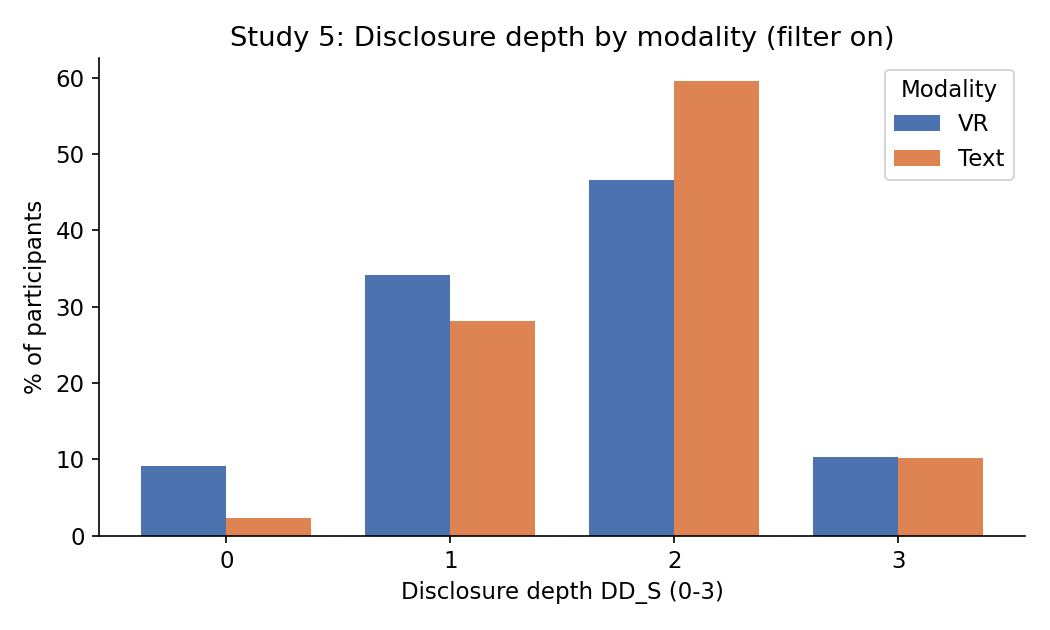 Study 5: Disclosure depth by modality (filter on)
Modality
VR
Text
% of participants
60
50
40
30
20
10
0
0 1 2 3
Disclosure depth DD_S (0-3)